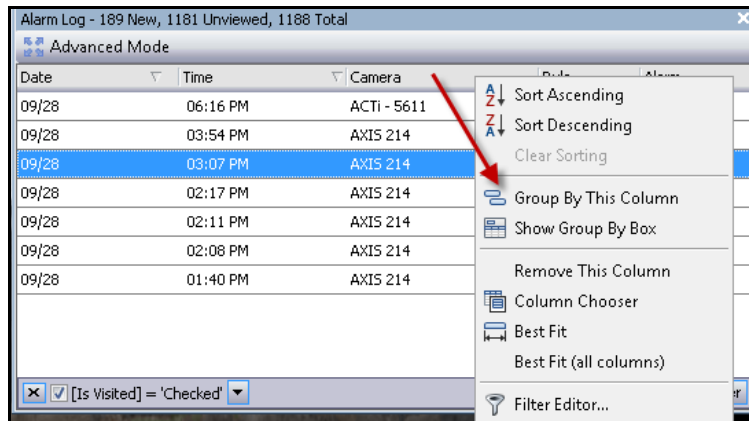 Alarm Log - 189 New, 1181 Unviewed, 1188 Total
Advanced Mode
Date Time Camera Rule Alarm
09/28 06:16 PM ACTi - 5611
09/28 03:54 PM AXIS 214
09/28 03:07 PM AXIS 214
09/28 02:17 PM AXIS 214
09/28 02:11 PM AXIS 214
09/28 02:08 PM AXIS 214
09/28 01:40 PM AXIS 214
[Is Visited] = 'Checked'
Sort Ascending
Sort Descending
Clear Sorting
Group By This Column
Show Group By Box
Remove This Column
Column Chooser
Best Fit
Best Fit (all columns)
Filter Editor...